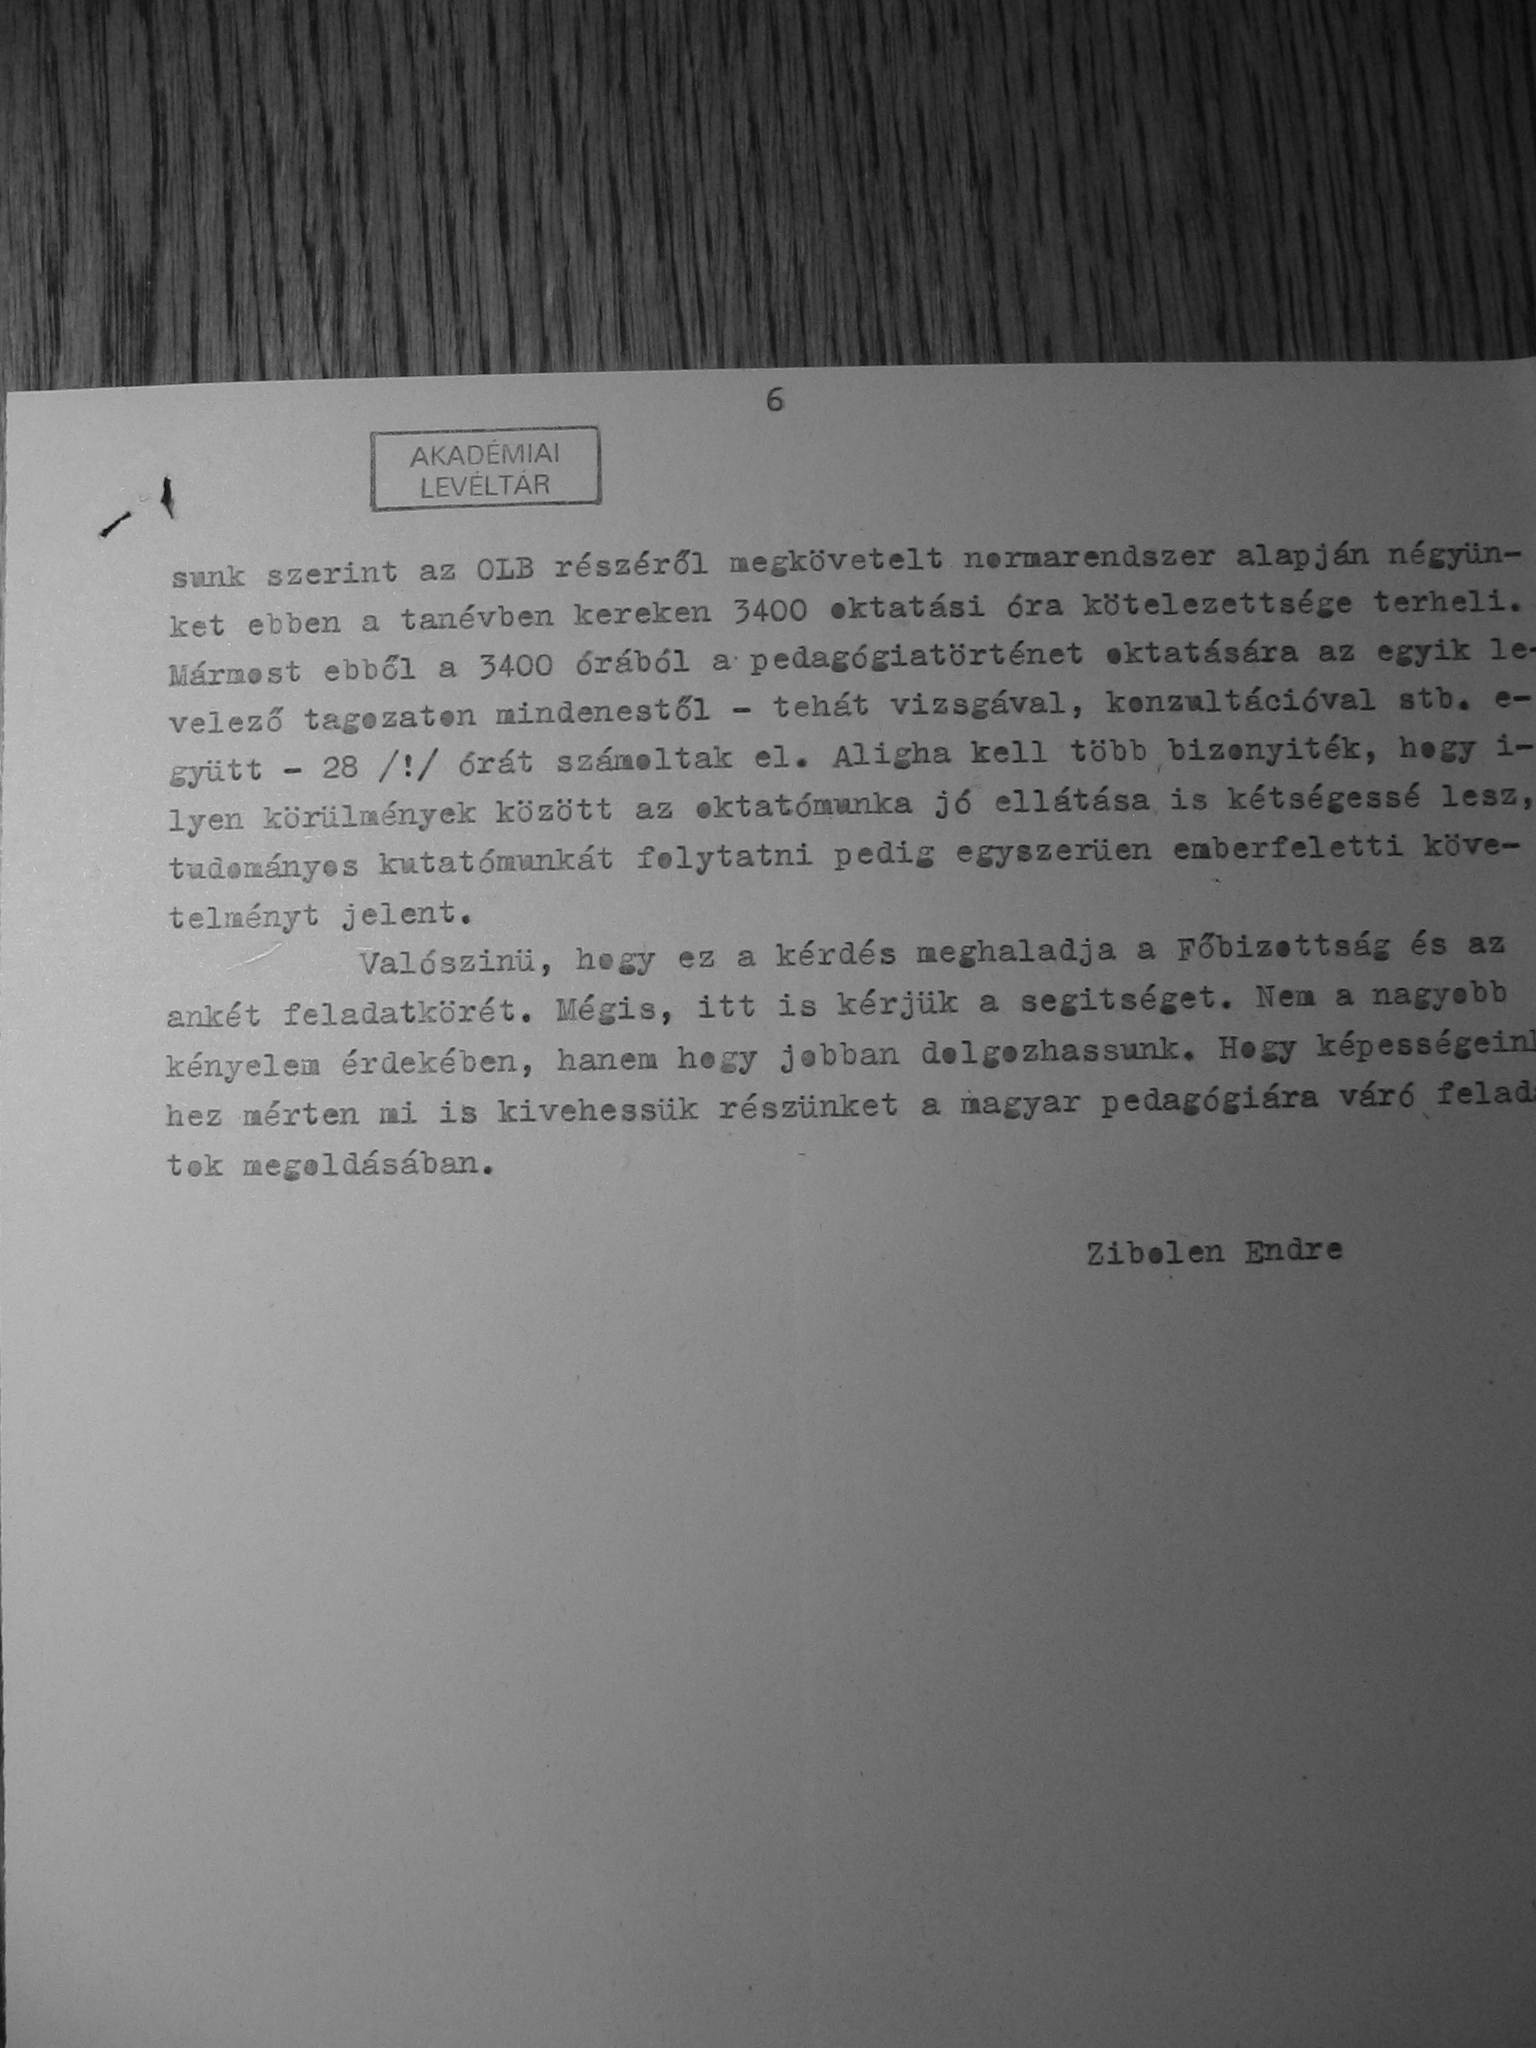 6
AKADÉMIAI
LEVÉLTÁR
sunk szerint az OLB részéről megkövetelt normarendszer alapján négyün-
ket ebben a tanévben kereken 3400 oktatási óra kötelezettsége terheli.
Mármost ebből a 3400 órából a pedagógiatörténet oktatására az egyik le-
velező tagozaton mindenestől - tehát vizsgával, konzultációval stb. e-
gyütt - 28 /!/ órát számoltak el. Aligha kell több bizonyiték, hogy i-
lyen körülmények között az oktatómunka jó ellátása is kétségessé lesz,
tudományos kutatómunkát folytatni pedig egyszerüen emberfeletti köve-
telményt jelent.
Valószinü, hogy ez a kérdés meghaladja a Főbizottság és az
ankét feladatkörét. Mégis, itt is kérjük a segitséget. Nem a nagyobb
kényelem érdekében, hanem hogy jobban dolgozhassunk. Hogy képességeink
hez mérten mi is kivehessük részünket a magyar pedagógiára váró felada
tok megoldásában.
Zibolen Endre